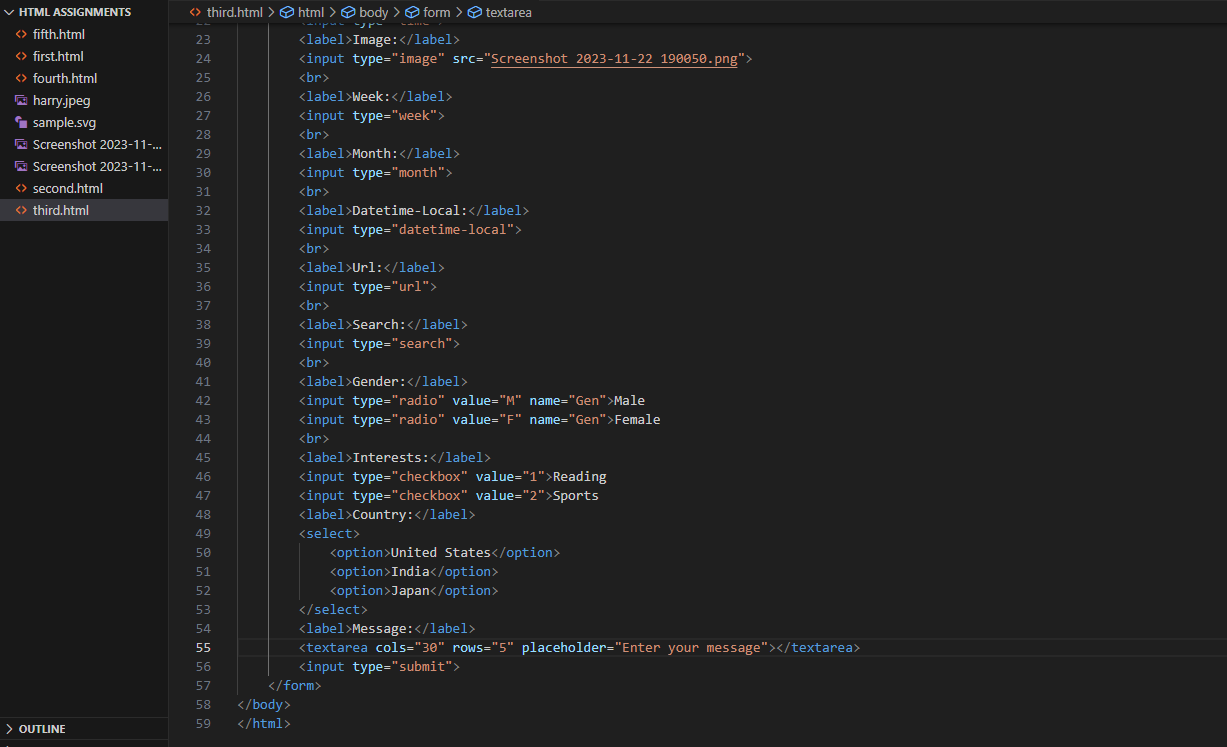 HTML ASSIGNMENTS
fifth.html
first.html
fourth.html
harry.jpeg
sample.svg
Screenshot 2023-11-...
Screenshot 2023-11-...
second.html
third.html
OUTLINE
third.html > html > body > form > textarea
22 <input type="time">
23 <label>Image:</label>
24 <input type="image" src="Screenshot 2023-11-22 190050.png">
25 <br>
26 <label>Week:</label>
27 <input type="week">
28 <br>
29 <label>Month:</label>
30 <input type="month">
31 <br>
32 <label>Datetime-Local:</label>
33 <input type="datetime-local">
34 <br>
35 <label>Url:</label>
36 <input type="url">
37 <br>
38 <label>Search:</label>
39 <input type="search">
40 <br>
41 <label>Gender:</label>
42 <input type="radio" value="M" name="Gen">Male
43 <input type="radio" value="F" name="Gen">Female
44 <br>
45 <label>Interests:</label>
46 <input type="checkbox" value="1">Reading
47 <input type="checkbox" value="2">Sports
48 <label>Country:</label>
49 <select>
50 <option>United States</option>
51 <option>India</option>
52 <option>Japan</option>
53 </select>
54 <label>Message:</label>
55 <textarea cols="30" rows="5" placeholder="Enter your message"></textarea>
56 <input type="submit">
57 </form>
58 </body>
59 </html>